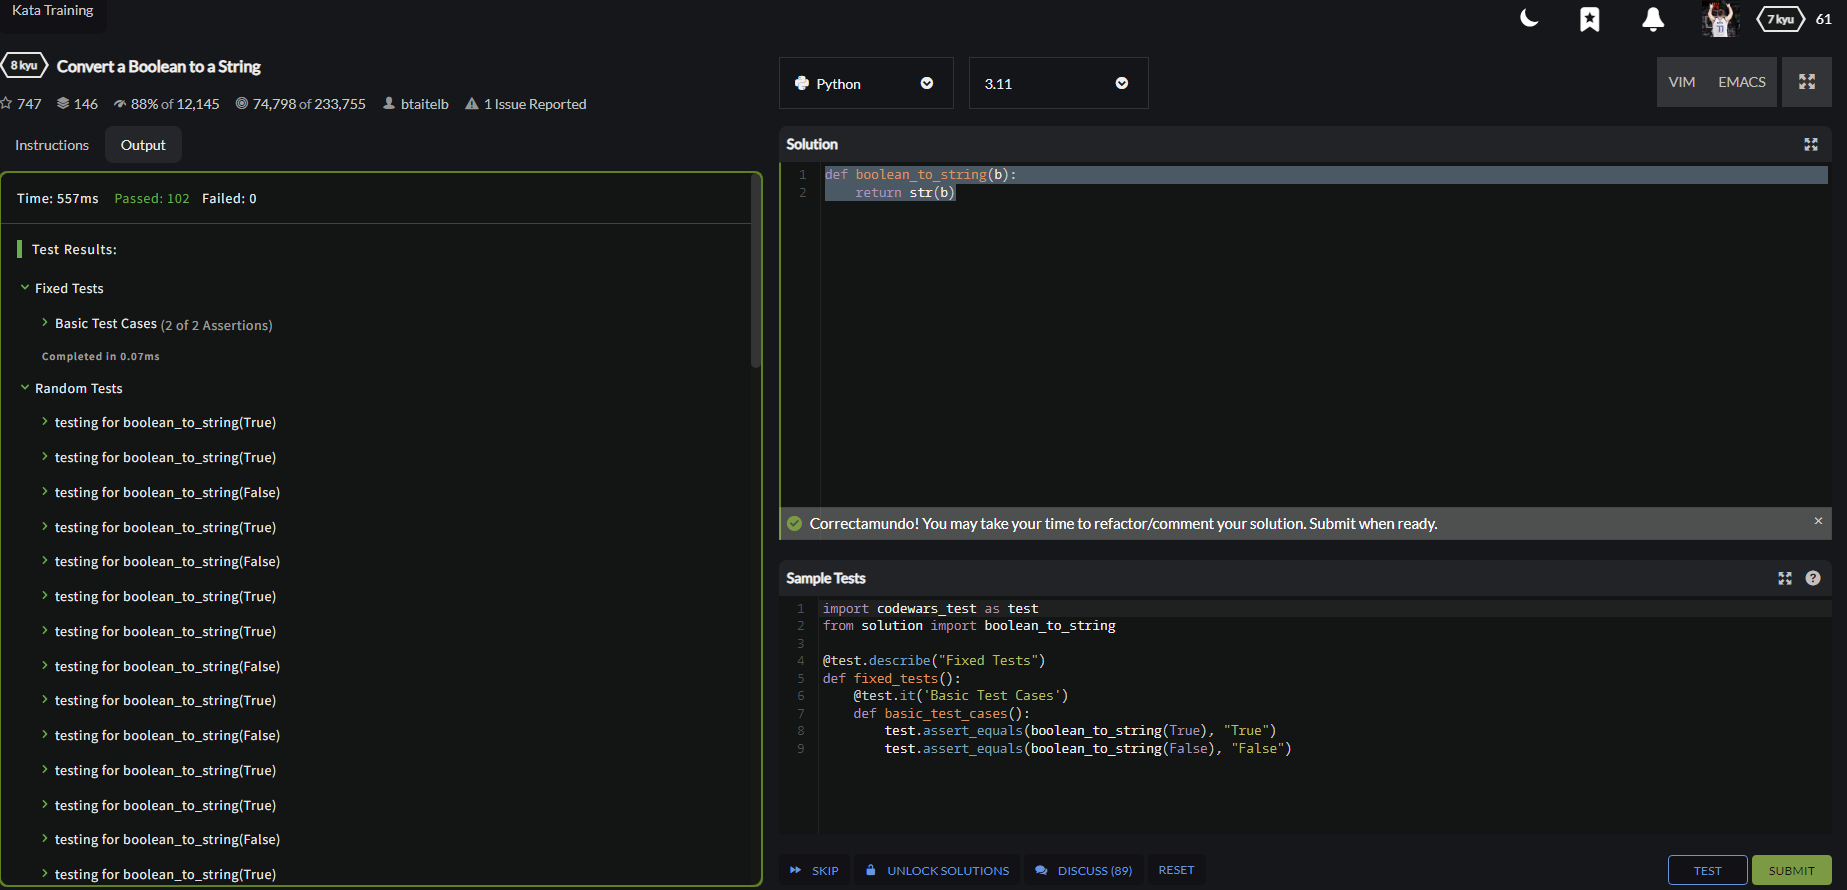 Kata Training
7 kyu 61
8 kyu Convert a Boolean to a String
747 146 88% of 12,145 74,798 of 233,755 btaitelb 1 Issue Reported
Instructions Output
Time: 557ms Passed: 102 Failed: 0
Test Results:
Fixed Tests
Basic Test Cases (2 of 2 Assertions)
Completed in 0.07ms
Random Tests
testing for boolean_to_string(True)
testing for boolean_to_string(True)
testing for boolean_to_string(False)
testing for boolean_to_string(True)
testing for boolean_to_string(False)
testing for boolean_to_string(True)
testing for boolean_to_string(True)
testing for boolean_to_string(False)
testing for boolean_to_string(True)
testing for boolean_to_string(False)
testing for boolean_to_string(True)
testing for boolean_to_string(True)
testing for boolean_to_string(False)
testing for boolean_to_string(True)
Python 3.11 VIM EMACS
Solution
1 def boolean_to_string(b):
2     return str(b)
Correctamundo! You may take your time to refactor/comment your solution. Submit when ready. ×
Sample Tests ?
1 import codewars_test as test
2 from solution import boolean_to_string
3
4 @test.describe("Fixed Tests")
5 def fixed_tests():
6     @test.it('Basic Test Cases')
7     def basic_test_cases():
8         test.assert_equals(boolean_to_string(True), "True")
9         test.assert_equals(boolean_to_string(False), "False")
SKIP UNLOCK SOLUTIONS DISCUSS (89) RESET TEST SUBMIT